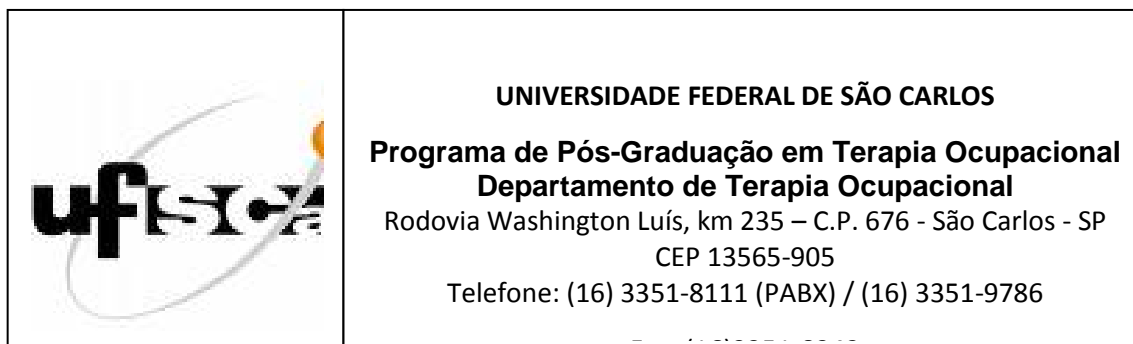 ufsca
UNIVERSIDADE FEDERAL DE SÃO CARLOS
Programa de Pós-Graduação em Terapia Ocupacional
Departamento de Terapia Ocupacional
Rodovia Washington Luís, km 235 – C.P. 676 - São Carlos - SP
CEP 13565-905
Telefone: (16) 3351-8111 (PABX) / (16) 3351-9786